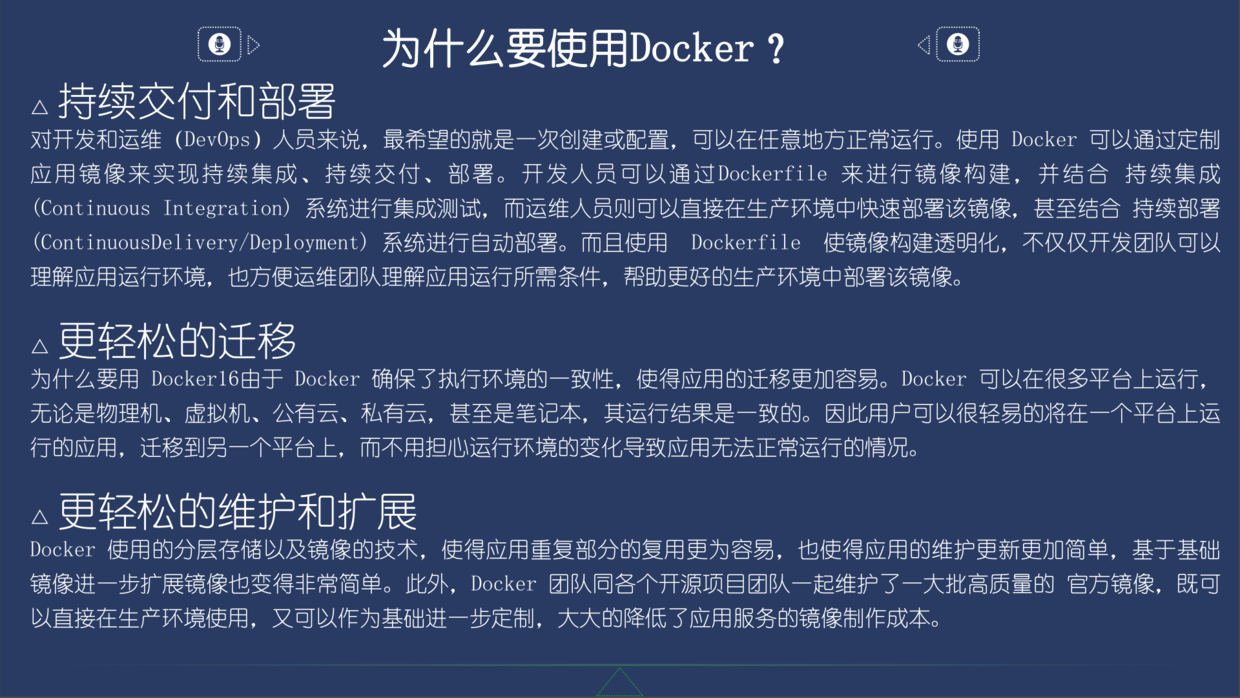 为什么要使用Docker？
持续交付和部署
对开发和运维（DevOps）人员来说，最希望的就是一次创建或配置，可以在任意地方正常运行。使用 Docker 可以通过定制
应用镜像来实现持续集成、持续交付、部署。开发人员可以通过Dockerfile 来进行镜像构建，并结合 持续集成
(Continuous Integration) 系统进行集成测试，而运维人员则可以直接在生产环境中快速部署该镜像，甚至结合 持续部署
(ContinuousDelivery/Deployment) 系统进行自动部署。而且使用 Dockerfile 使镜像构建透明化，不仅仅开发团队可以
理解应用运行环境，也方便运维团队理解应用运行所需条件，帮助更好的生产环境中部署该镜像。
更轻松的迁移
为什么要用 Docker16由于 Docker 确保了执行环境的一致性，使得应用的迁移更加容易。Docker 可以在很多平台上运行，
无论是物理机、虚拟机、公有云、私有云，甚至是笔记本，其运行结果是一致的。因此用户可以很轻易的将在一个平台上运
行的应用，迁移到另一个平台上，而不用担心运行环境的变化导致应用无法正常运行的情况。
更轻松的维护和扩展
Docker 使用的分层存储以及镜像的技术，使得应用重复部分的复用更为容易，也使得应用的维护更新更加简单，基于基础
镜像进一步扩展镜像也变得非常简单。此外，Docker 团队同各个开源项目团队一起维护了一大批高质量的 官方镜像，既可
以直接在生产环境使用，又可以作为基础进一步定制，大大的降低了应用服务的镜像制作成本。